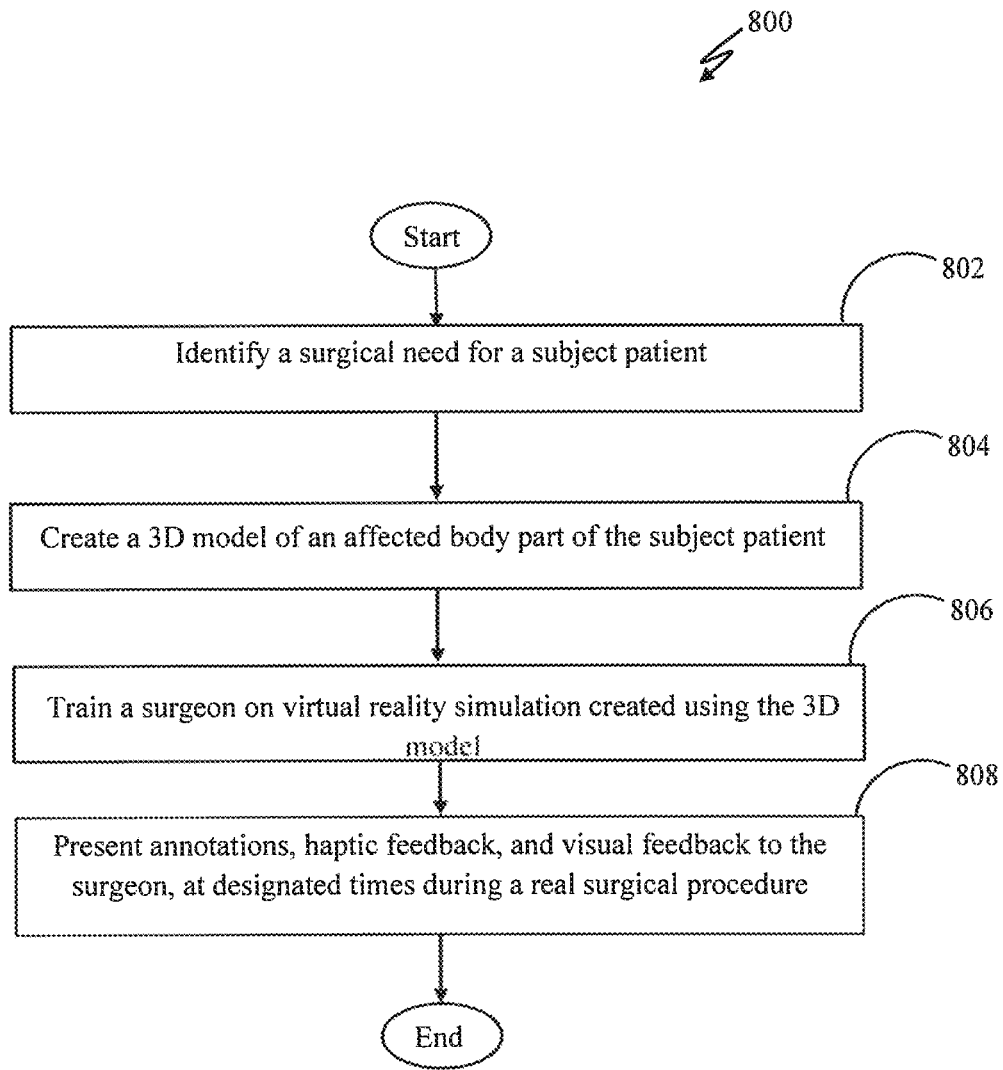 800
Start
802
Identify a surgical need for a subject patient
804
Create a 3D model of an affected body part of the subject patient
806
Train a surgeon on virtual reality simulation created using the 3D
model
808
Present annotations, haptic feedback, and visual feedback to the
surgeon, at designated times during a real surgical procedure
End